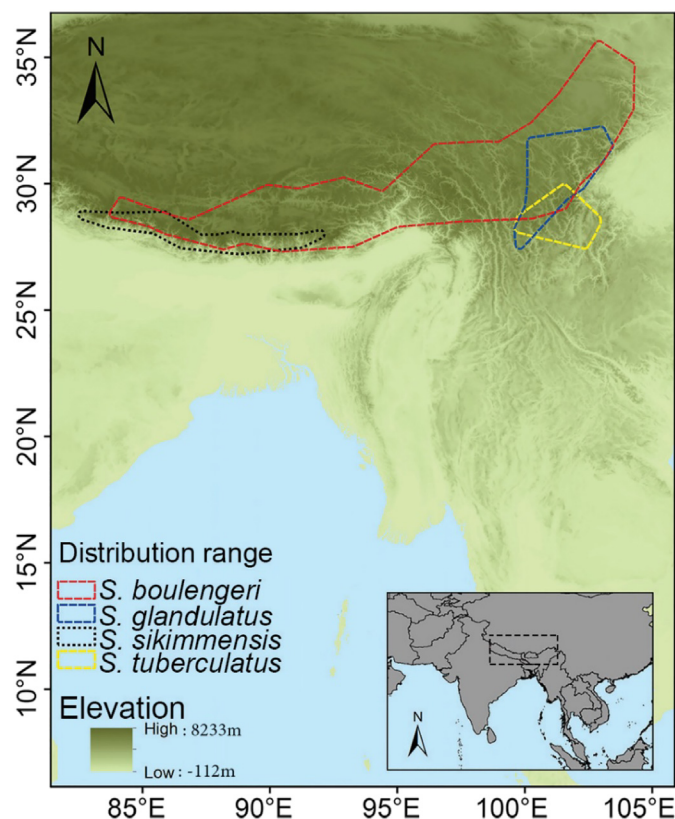 N
35°N
30°N
25°N
20°N
15°N
10°N
Distribution range
S. boulengeri
S. glandulatus
S. sikimmensis
S. tuberculatus
Elevation
High : 8233m
Low : -112m
N
85°E 90°E 95°E 100°E 105°E